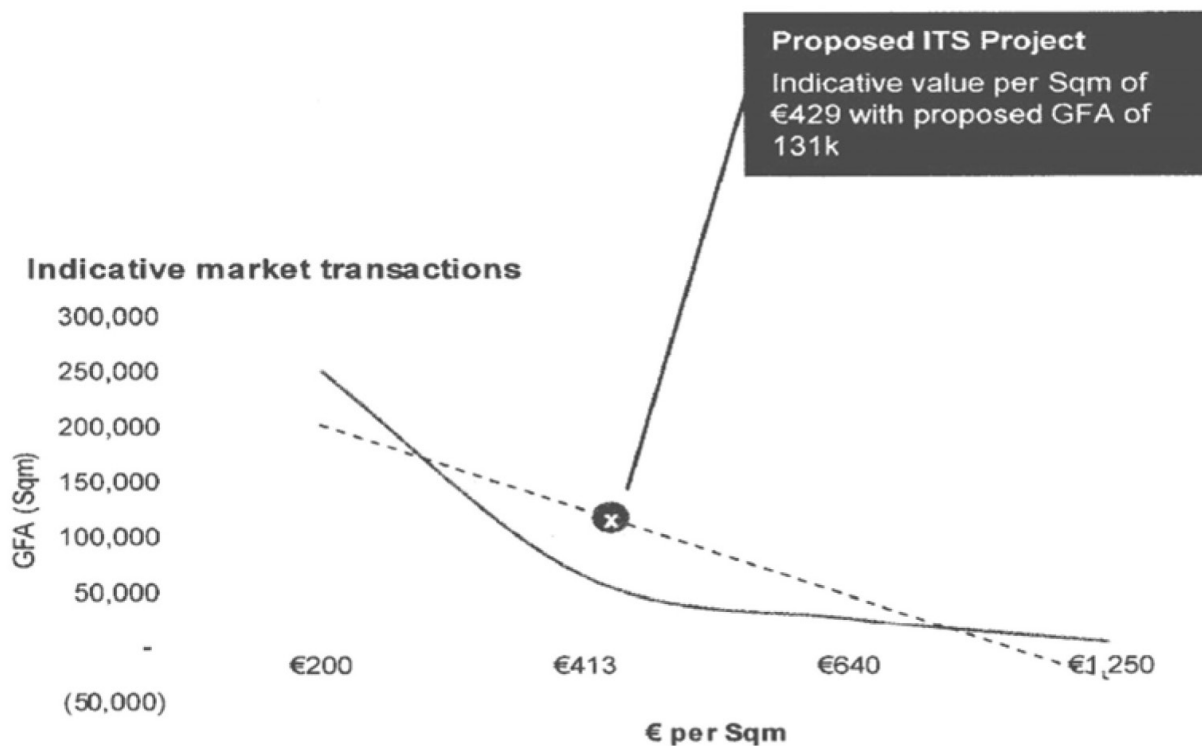 Proposed ITS Project
Indicative value per Sqm of
€429 with proposed GFA of
131k
Indicative market transactions
300,000
250,000
200,000
150,000
100,000
50,000
-
(50,000)
GFA (Sqm)
x
€200
€413
€640
€1,250
€ per Sqm